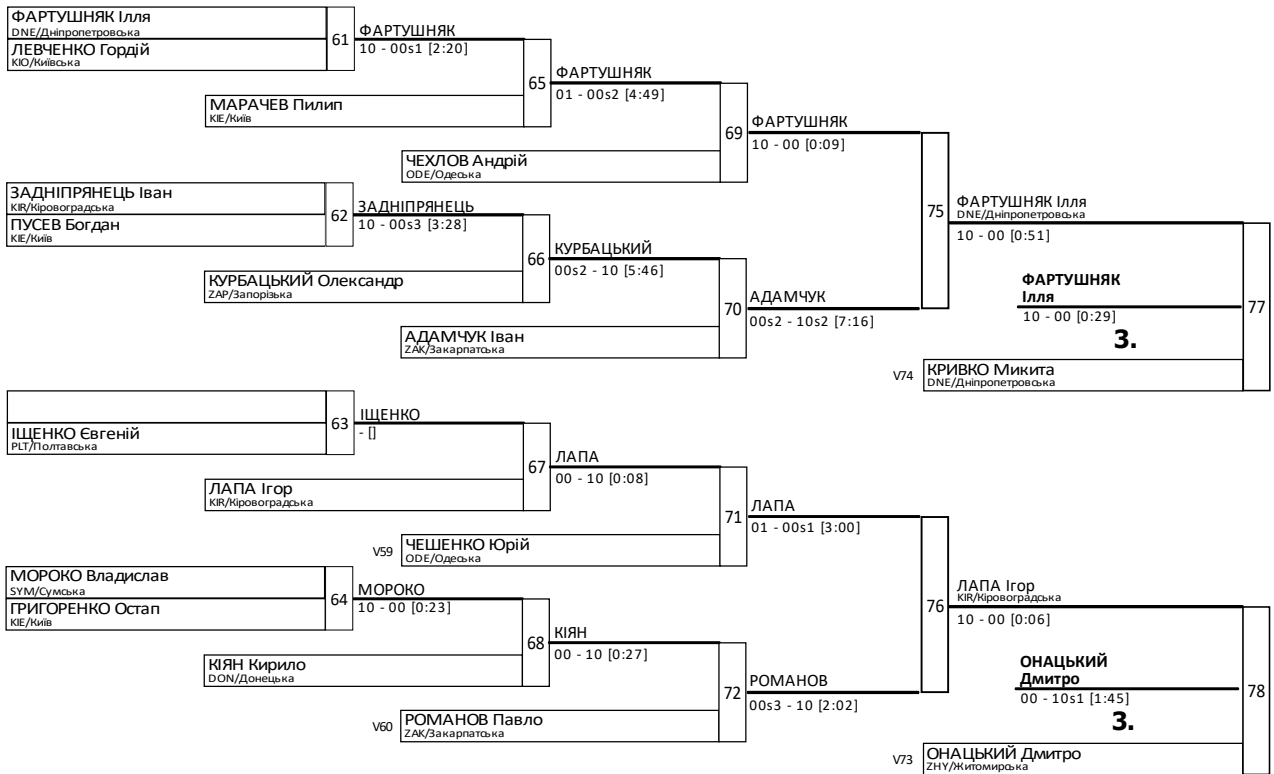 ФАРТУШНЯК Ілля
DNE/Дніпропетровська
ЛЕВЧЕНКО Гордій
KIO/Київська
61
ФАРТУШНЯК
10 - 00s1 [2:20]
МАРАЧЕВ Пилип
KIE/Київ
65
ФАРТУШНЯК
01 - 00s2 [4:49]
ЧЕХЛОВ Андрій
ODE/Одеська
69
ФАРТУШНЯК
10 - 00 [0:09]
ЗАДНІПРЯНЕЦЬ Іван
KIR/Кіровоградська
ПУСЕВ Богдан
KIE/Київ
62
ЗАДНІПРЯНЕЦЬ
10 - 00s3 [3:28]
КУРБАЦЬКИЙ Олександр
ZAP/Запорізька
66
КУРБАЦЬКИЙ
00s2 - 10 [5:46]
АДАМЧУК Іван
ZAK/Закарпатська
70
АДАМЧУК
00s2 - 10s2 [7:16]
75
ФАРТУШНЯК Ілля
DNE/Дніпропетровська
10 - 00 [0:51]
ФАРТУШНЯК
Ілля
10 - 00 [0:29]
3.
77
V74
КРИВКО Микита
DNE/Дніпропетровська
ІЩЕНКО Євгеній
PLT/Полтавська
63
ІЩЕНКО
- []
ЛАПА Ігор
KIR/Кіровоградська
67
ЛАПА
00 - 10 [0:08]
V59
ЧЕШЕНКО Юрій
ODE/Одеська
71
ЛАПА
01 - 00s1 [3:00]
МОРОКО Владислав
SYM/Сумська
ГРИГОРЕНКО Остап
KIE/Київ
64
МОРОКО
10 - 00 [0:23]
КІЯН Кирило
DON/Донецька
68
КІЯН
00 - 10 [0:27]
V60
РОМАНОВ Павло
ZAK/Закарпатська
72
РОМАНОВ
00s3 - 10 [2:02]
76
ЛАПА Ігор
KIR/Кіровоградська
10 - 00 [0:06]
ОНАЦЬКИЙ
Дмитро
00 - 10s1 [1:45]
3.
78
V73
ОНАЦЬКИЙ Дмитро
ZHY/Житомирська